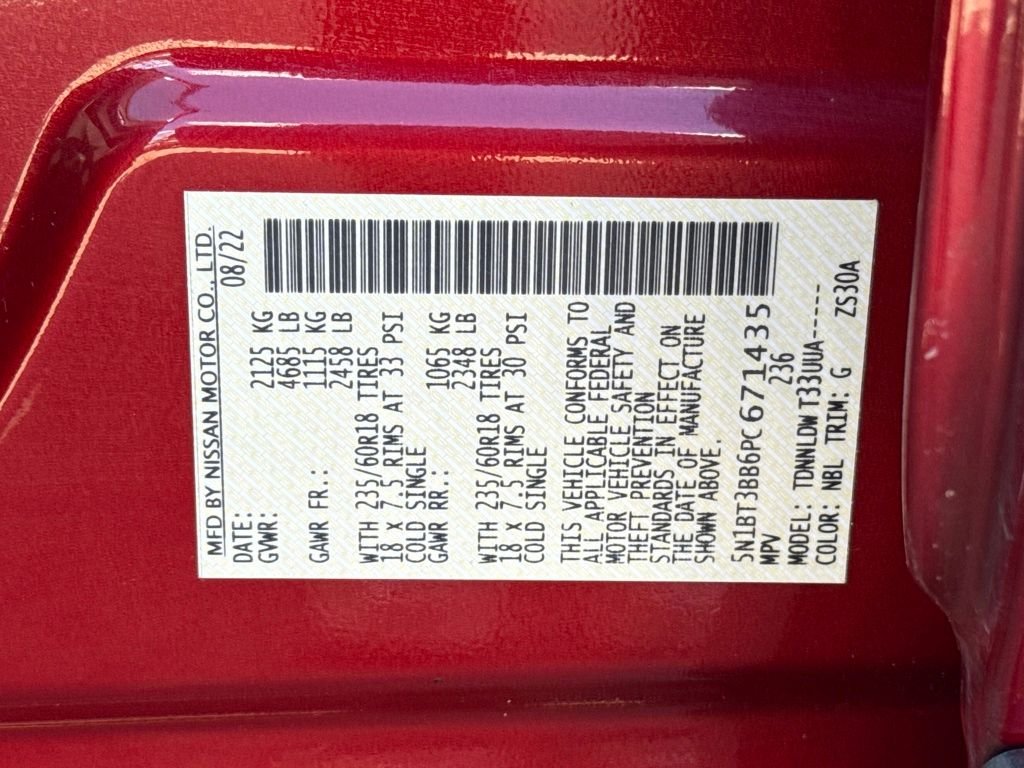 MFD BY NISSAN MOTOR CO., LTD.
DATE: 08/22
GVWR: 2125 KG
4685 LB
GAWR FR.: 1115 KG
2458 LB
WITH 235/60R18 TIRES
18 X 7.5 RIMS AT 33 PSI
COLD SINGLE
GAWR RR.: 1065 KG
2348 LB
WITH 235/60R18 TIRES
18 X 7.5 RIMS AT 30 PSI
COLD SINGLE
THIS VEHICLE CONFORMS TO
ALL APPLICABLE FEDERAL
MOTOR VEHICLE SAFETY AND
THEFT PREVENTION
STANDARDS IN EFFECT ON
THE DATE OF MANUFACTURE
SHOWN ABOVE.
5N1BT3BB6PC671435
MPV 236
MODEL: TDNNLDWT33UUA-----
COLOR: NBL TRIM: G ZS30A